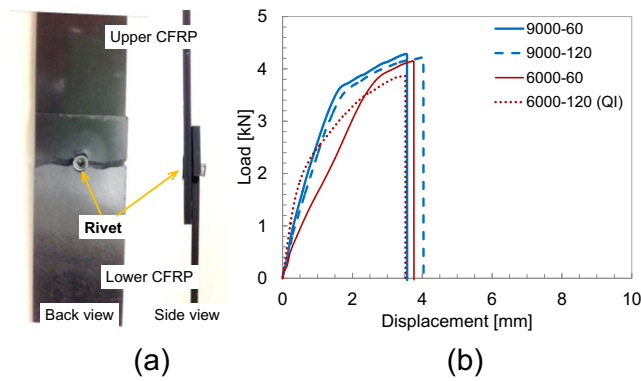 Upper CFRP
Rivet
Lower CFRP
Back view
Side view
(a)
5
4
3
2
1
0
Load [kN]
9000-60
9000-120
6000-60
6000-120 (QI)
0 2 4 6 8 10
Displacement [mm]
(b)